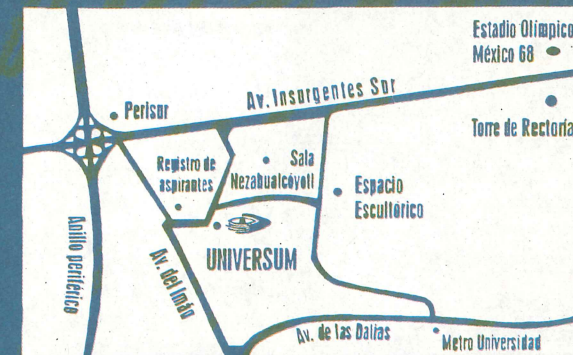 Estadio Olímpico
México 68
Av. Insurgentes Sur
Perisur
Torre de Rectoría
Registro de
aspirantes
Sala
Nezahualcóyotl
Espacio
Escultórico
Anillo periférico
Av. del Imán
UNIVERSUM
Av. de las Dalias
Metro Universidad